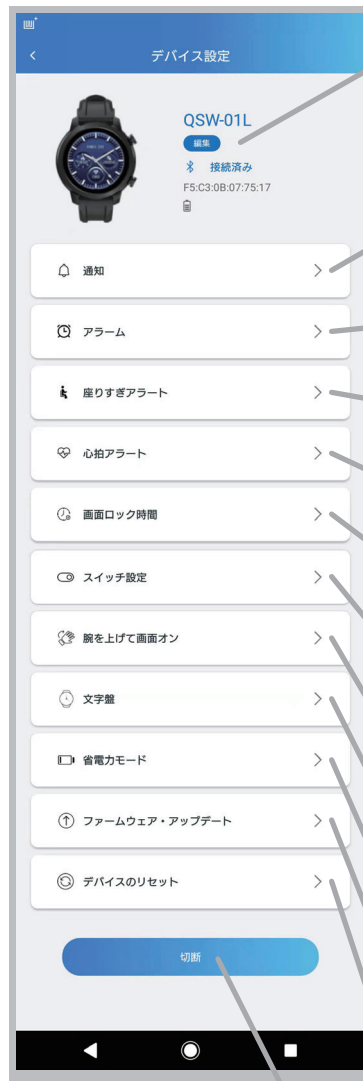 デバイス設定
QSW-01L
編集
接続済み
F5:C3:0B:07:75:17
通知
アラーム
座りすぎアラート
心拍アラート
画面ロック時間
スイッチ設定
腕を上げて画面オン
文字盤
省電力モード
ファームウェア・アップデート
デバイスのリセット
切断